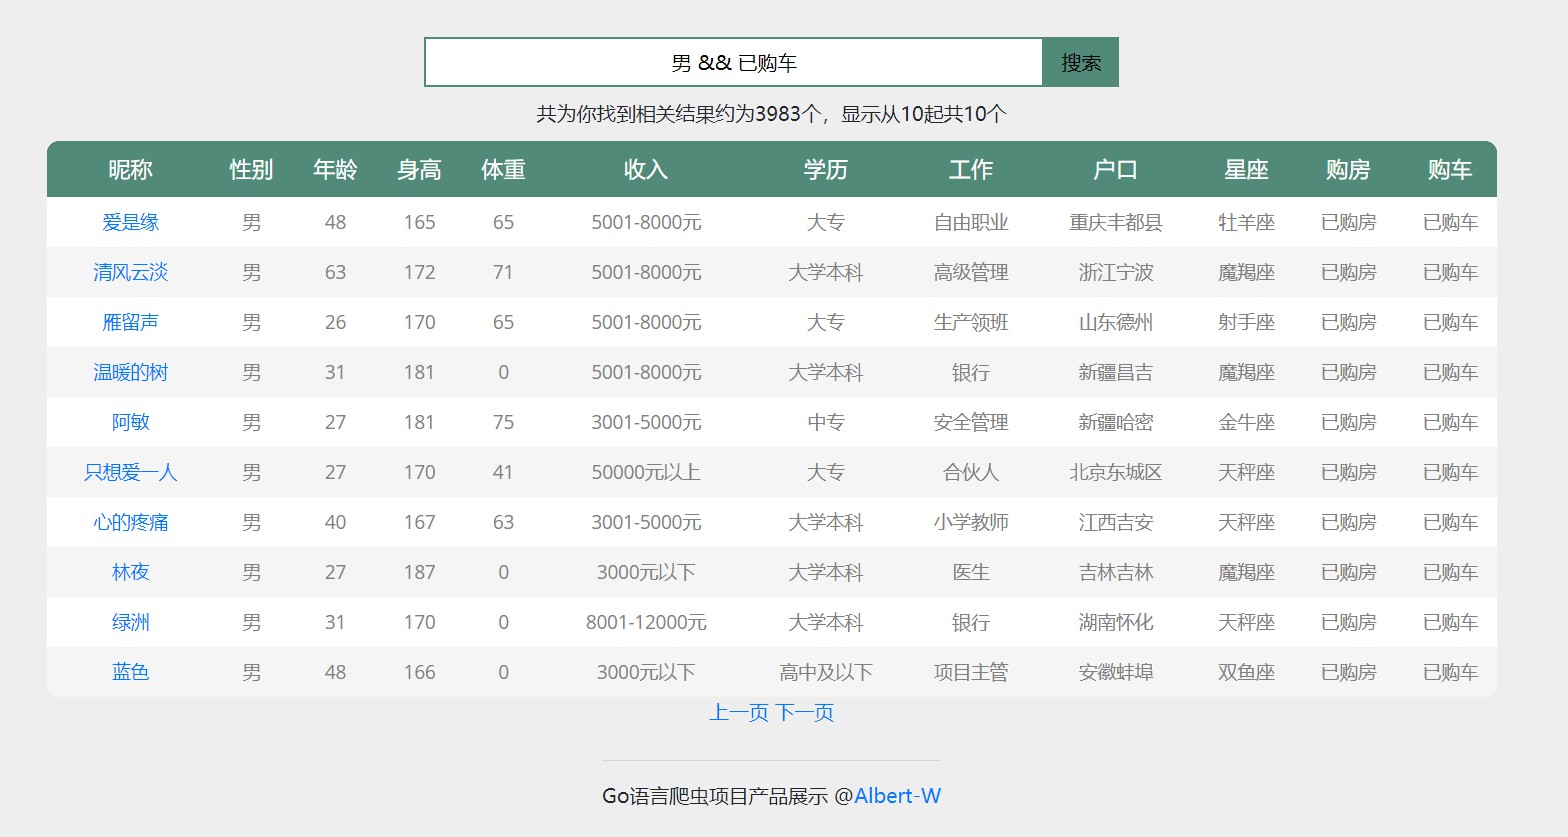 男 && 已购车 搜索
共为你找到相关结果约为3983个，显示从10起共10个
昵称 性别 年龄 身高 体重 收入 学历 工作 户口 星座 购房 购车
爱是缘 男 48 165 65 5001-8000元 大专 自由职业 重庆丰都县 牡羊座 已购房 已购车
清风云淡 男 63 172 71 5001-8000元 大学本科 高级管理 浙江宁波 魔羯座 已购房 已购车
雁留声 男 26 170 65 5001-8000元 大专 生产领班 山东德州 射手座 已购房 已购车
温暖的树 男 31 181 0 5001-8000元 大学本科 银行 新疆昌吉 魔羯座 已购房 已购车
阿敏 男 27 181 75 3001-5000元 中专 安全管理 新疆哈密 金牛座 已购房 已购车
只想爱一人 男 27 170 41 50000元以上 大专 合伙人 北京东城区 天秤座 已购房 已购车
心的疼痛 男 40 167 63 3001-5000元 大学本科 小学教师 江西吉安 天秤座 已购房 已购车
林夜 男 27 187 0 3000元以下 大学本科 医生 吉林吉林 魔羯座 已购房 已购车
绿洲 男 31 170 0 8001-12000元 大学本科 银行 湖南怀化 天秤座 已购房 已购车
蓝色 男 48 166 0 3000元以下 高中及以下 项目主管 安徽蚌埠 双鱼座 已购房 已购车
上一页 下一页
Go语言爬虫项目产品展示 @Albert-W